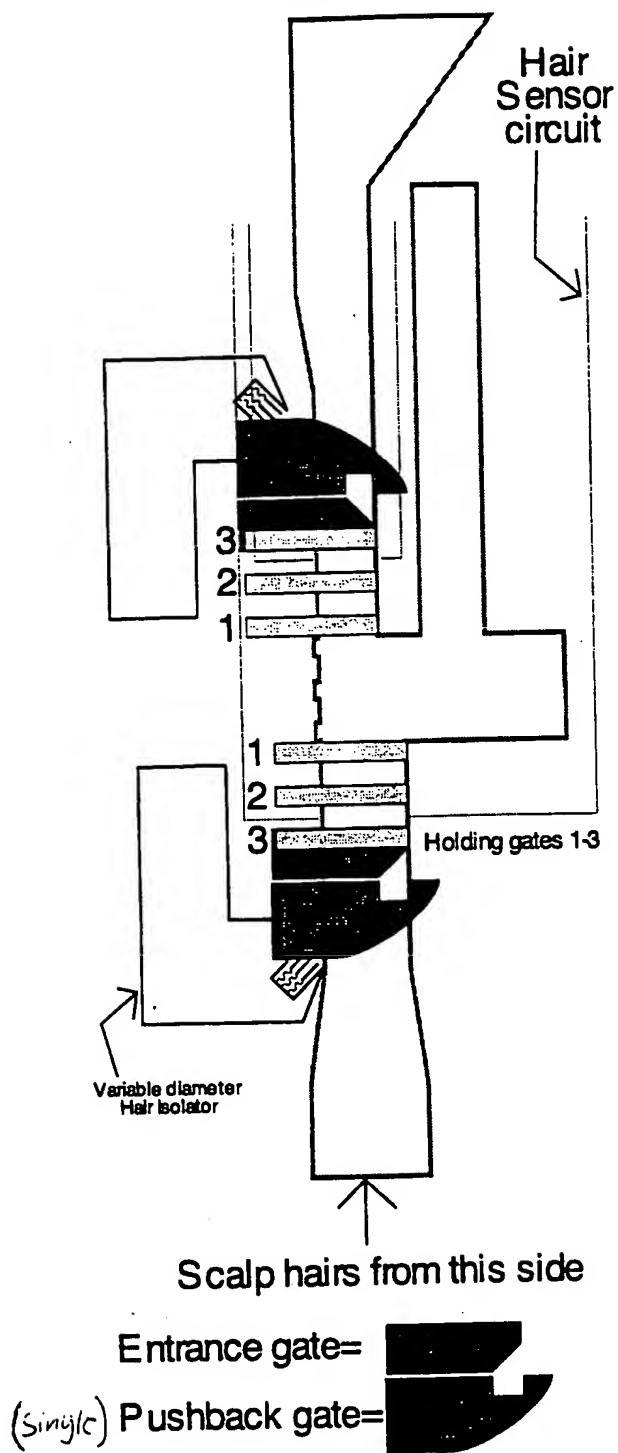 Hair
Sensor
circuit
3
2
1
1
2
3
Holding gates 1-3
Variable diameter
Hair Isolator
Scalp hairs from this side
Entrance gate=
(single) Pushback gate=